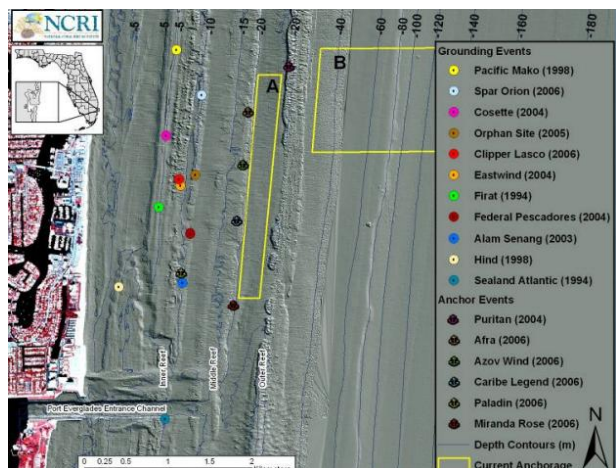 NCRI
-5
-5
-5
-10
-15
-20
-20
-40
-60
-80
-100
-120
-140
-160
-180
A
B
Grounding Events
Pacific Mako (1998)
Spar Orion (2006)
Cosette (2004)
Orphan Site (2005)
Clipper Lasco (2006)
Eastwind (2004)
Firat (1994)
Federal Pescadores (2004)
Alam Senang (2003)
Hind (1998)
Sealand Atlantic (1994)
Anchor Events
Puritan (2004)
Afra (2006)
Azov Wind (2006)
Caribe Legend (2006)
Paladin (2006)
Miranda Rose (2006)
Depth Contours (m)
Current Anchorage
N
Inner Reef
Middle Reef
Outer Reef
Port Everglades Entrance Channel
0 0.25 0.5 1 1.5 2
Kilometers